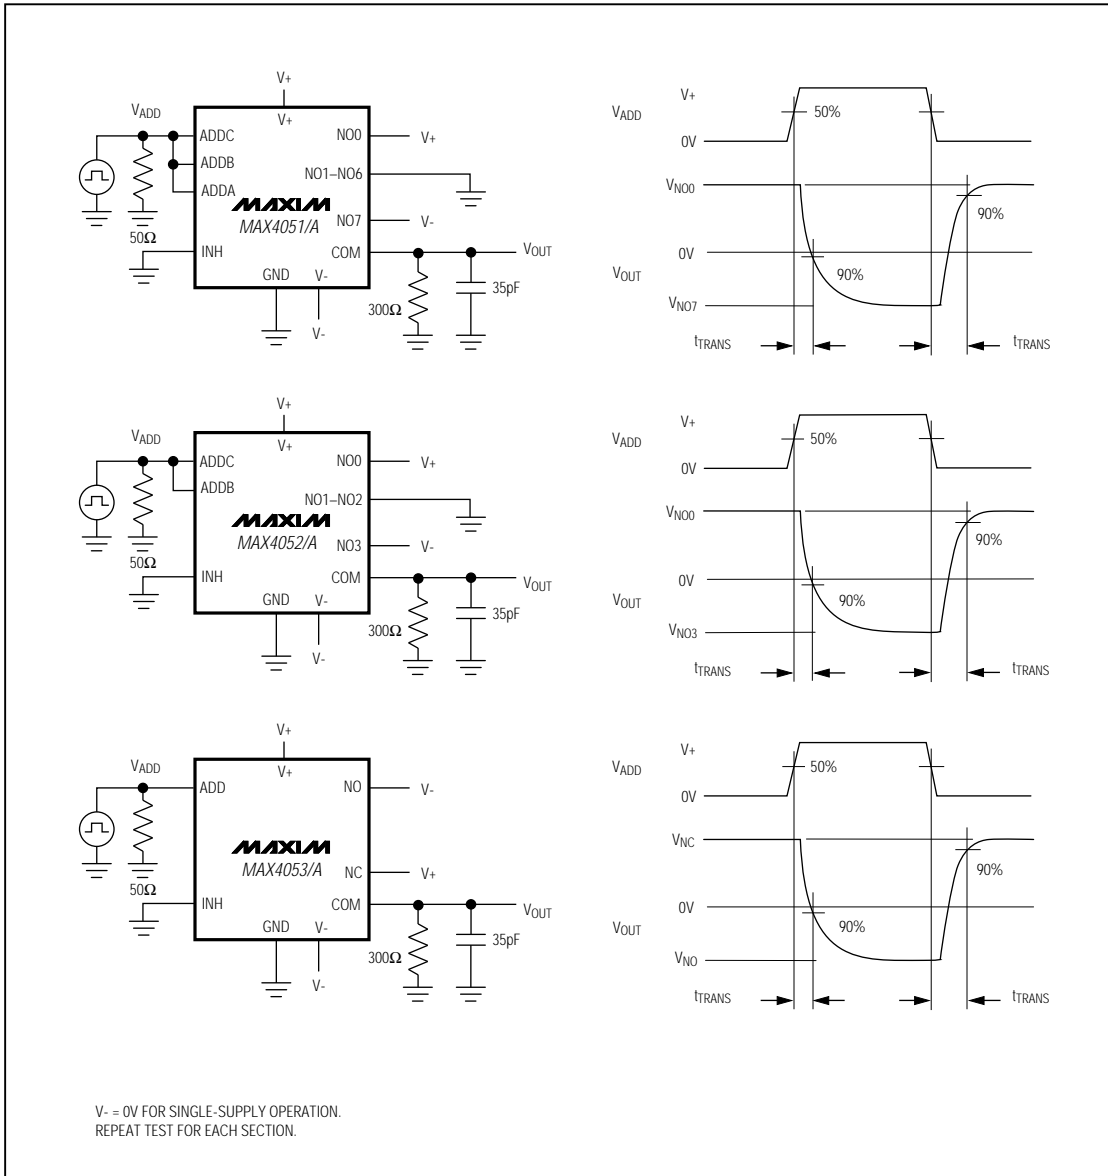 V+
VADD
V+
ADDC
ADDB
ADDA
NO0
V+
NO1–NO6
MAXIM
MAX4051/A
NO7
V-
50Ω
INH
COM
VOUT
GND
V-
300Ω
35pF
V-
V+
VADD
50%
0V
VNO0
90%
0V
VOUT
90%
VNO7
tTRANS
tTRANS
V+
VADD
V+
ADDC
ADDB
NO0
V+
NO1–NO2
MAXIM
MAX4052/A
NO3
V-
50Ω
INH
COM
VOUT
GND
V-
300Ω
35pF
V-
V+
VADD
50%
0V
VNO0
90%
0V
VOUT
90%
VNO3
tTRANS
tTRANS
V+
VADD
V+
ADD
NO
V-
MAXIM
MAX4053/A
NC
V+
50Ω
INH
COM
VOUT
GND
V-
300Ω
35pF
V-
V+
VADD
50%
0V
VNC
90%
0V
VOUT
90%
VNO
tTRANS
tTRANS
V- = 0V FOR SINGLE-SUPPLY OPERATION.
REPEAT TEST FOR EACH SECTION.